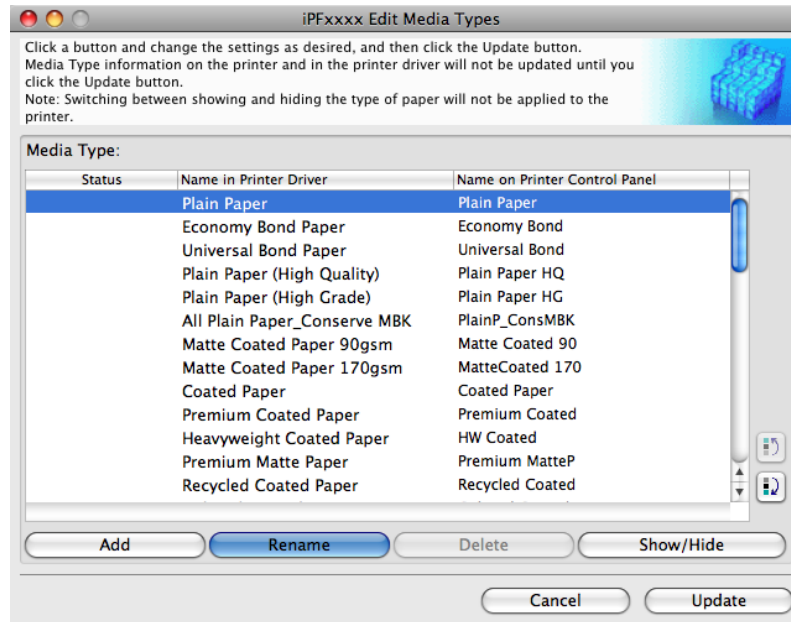 iPFxxxx Edit Media Types
Click a button and change the settings as desired, and then click the Update button.
Media Type information on the printer and in the printer driver will not be updated until you
click the Update button.
Note: Switching between showing and hiding the type of paper will not be applied to the
printer.
Media Type:
Status Name in Printer Driver Name on Printer Control Panel
Plain Paper Plain Paper
Economy Bond Paper Economy Bond
Universal Bond Paper Universal Bond
Plain Paper (High Quality) Plain Paper HQ
Plain Paper (High Grade) Plain Paper HG
All Plain Paper_Conserve MBK PlainP_ConsMBK
Matte Coated Paper 90gsm Matte Coated 90
Matte Coated Paper 170gsm MatteCoated 170
Coated Paper Coated Paper
Premium Coated Paper Premium Coated
Heavyweight Coated Paper HW Coated
Premium Matte Paper Premium MatteP
Recycled Coated Paper Recycled Coated
Add Rename Delete Show/Hide
Cancel Update